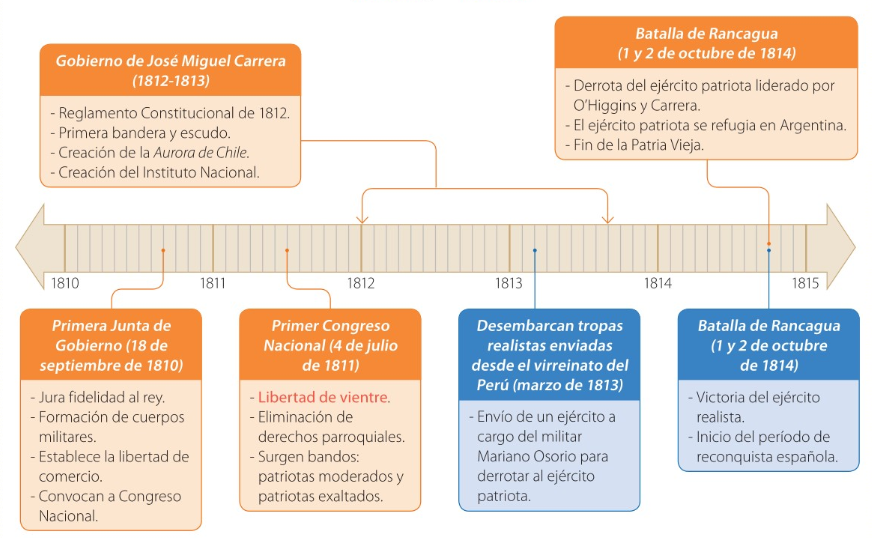 Gobierno de José Miguel Carrera
(1812-1813)
- Reglamento Constitucional de 1812.
- Primera bandera y escudo.
- Creación de la Aurora de Chile.
- Creación del Instituto Nacional.
Batalla de Rancagua
(1 y 2 de octubre de 1814)
- Derrota del ejército patriota liderado por
O’Higgins y Carrera.
- El ejército patriota se refugia en Argentina.
- Fin de la Patria Vieja.
1810
1811
1812
1813
1814
1815
Primera Junta de
Gobierno (18 de
septiembre de 1810)
- Jura fidelidad al rey.
- Formación de cuerpos
militares.
- Establece la libertad de
comercio.
- Convocan a Congreso
Nacional.
Primer Congreso
Nacional (4 de julio
de 1811)
- Libertad de vientre.
- Eliminación de
derechos parroquiales.
- Surgen bandos:
patriotas moderados y
patriotas exaltados.
Desembarcan tropas
realistas enviadas
desde el virreinato del
Perú (marzo de 1813)
- Envío de un ejército a
cargo del militar
Mariano Osorio para
derrotar al ejército
patriota.
Batalla de Rancagua
(1 y 2 de octubre
de 1814)
- Victoria del ejército
realista.
- Inicio del período de
reconquista española.